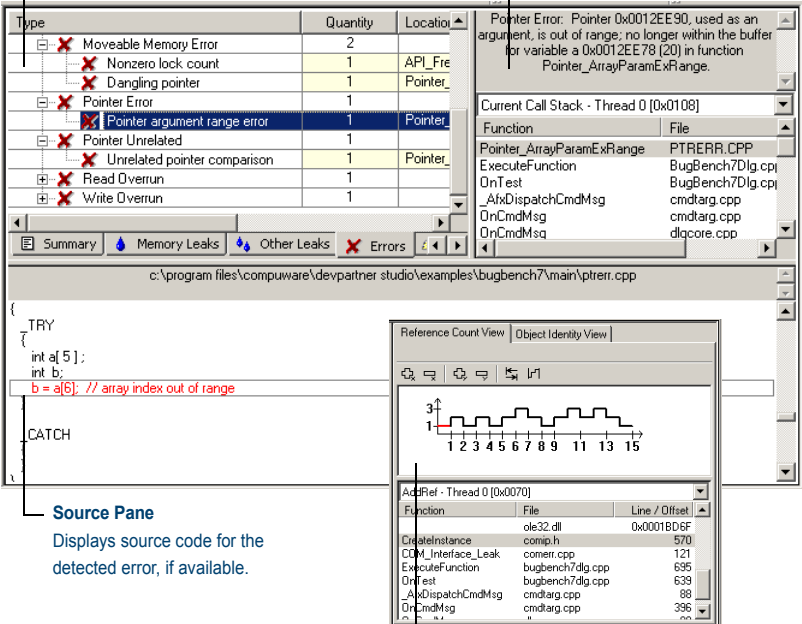 Type Quantity Location
Moveable Memory Error 2
Nonzero lock count 1 API_Fre
Dangling pointer 1 Pointer_
Pointer Error 1
Pointer argument range error 1 Pointer_
Pointer Unrelated 1
Unrelated pointer comparison 1 Pointer_
Read Overrun 1
Write Overrun 1
Summary Memory Leaks Other Leaks Errors
Pointer Error: Pointer 0x0012EE90, used as an
argument, is out of range; no longer within the buffer
for variable a 0x0012EE78 (20) in function
Pointer_ArrayParamExRange.
Current Call Stack - Thread 0 [0x0108]
Function File
Pointer_ArrayParamExRange PTRERR.CPP
ExecuteFunction BugBench7Dlg.cpp
OnTest BugBench7Dlg.cpp
_AfxDispatchCmdMsg cmdtarg.cpp
OnCmdMsg cmdtarg.cpp
OnCmdMsg dlgcore.cpp
c:\program files\compuware\devpartner studio\examples\bugbench7\main\ptrerr.cpp
{
_TRY
{
int a[ 5 ] ;
int b;
b = a[6]; // array index out of range
}
_CATCH
Source Pane
Displays source code for the
detected error, if available.
Reference Count View Object Identity View
3
1
1 2 3 4 5 6 7 8 9 11 13 15
AddRef - Thread 0 [0x0070]
Function File Line / Offset
ole32.dll 0x0001BD6F
CreateInstance comip.h 570
COM_Interface_Leak comerr.cpp 121
ExecuteFunction bugbench7dlg.cpp 695
OnTest bugbench7dlg.cpp 639
_AfxDispatchCmdMsg cmdtarg.cpp 88
OnCmdMsg cmdtarg.cpp 396